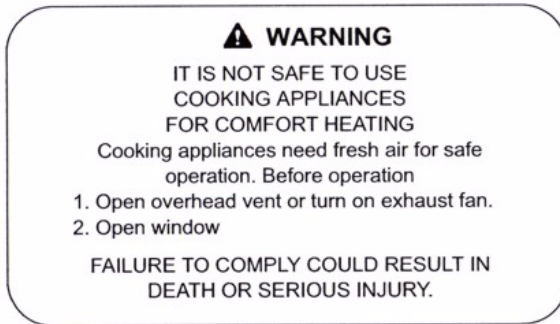 WARNING
IT IS NOT SAFE TO USE
COOKING APPLIANCES
FOR COMFORT HEATING
Cooking appliances need fresh air for safe
operation. Before operation
1. Open overhead vent or turn on exhaust fan.
2. Open window
FAILURE TO COMPLY COULD RESULT IN
DEATH OR SERIOUS INJURY.